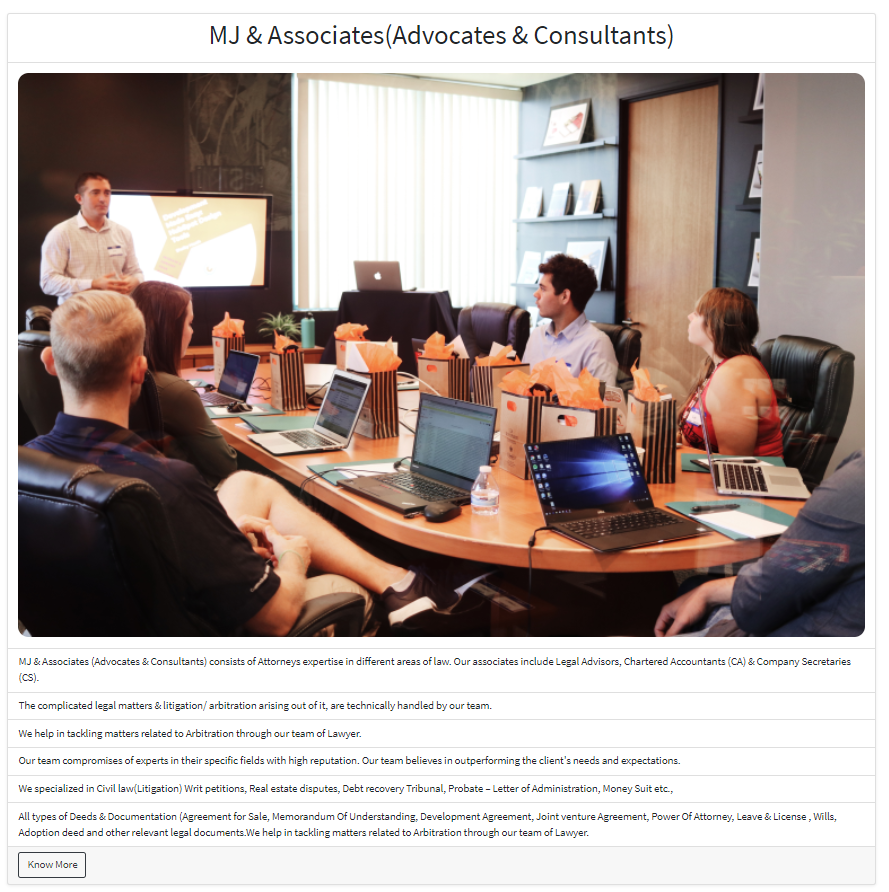 MJ & Associates(Advocates & Consultants)
MJ & Associates (Advocates & Consultants) consists of Attorneys expertise in different areas of law. Our associates include Legal Advisors, Chartered Accountants (CA) & Company Secretaries
(CS).
The complicated legal matters & litigation/ arbitration arising out of it, are technically handled by our team.
We help in tackling matters related to Arbitration through our team of Lawyer.
Our team compromises of experts in their specific fields with high reputation. Our team believes in outperforming the client's needs and expectations.
We specialized in Civil law(Litigation) Writ petitions, Real estate disputes, Debt recovery Tribunal, Probate – Letter of Administration, Money Suit etc.,
All types of Deeds & Documentation (Agreement for Sale, Memorandum Of Understanding, Development Agreement, Joint venture Agreement, Power Of Attorney, Leave & License , Wills,
Adoption deed and other relevant legal documents.We help in tackling matters related to Arbitration through our team of Lawyer.
Know More